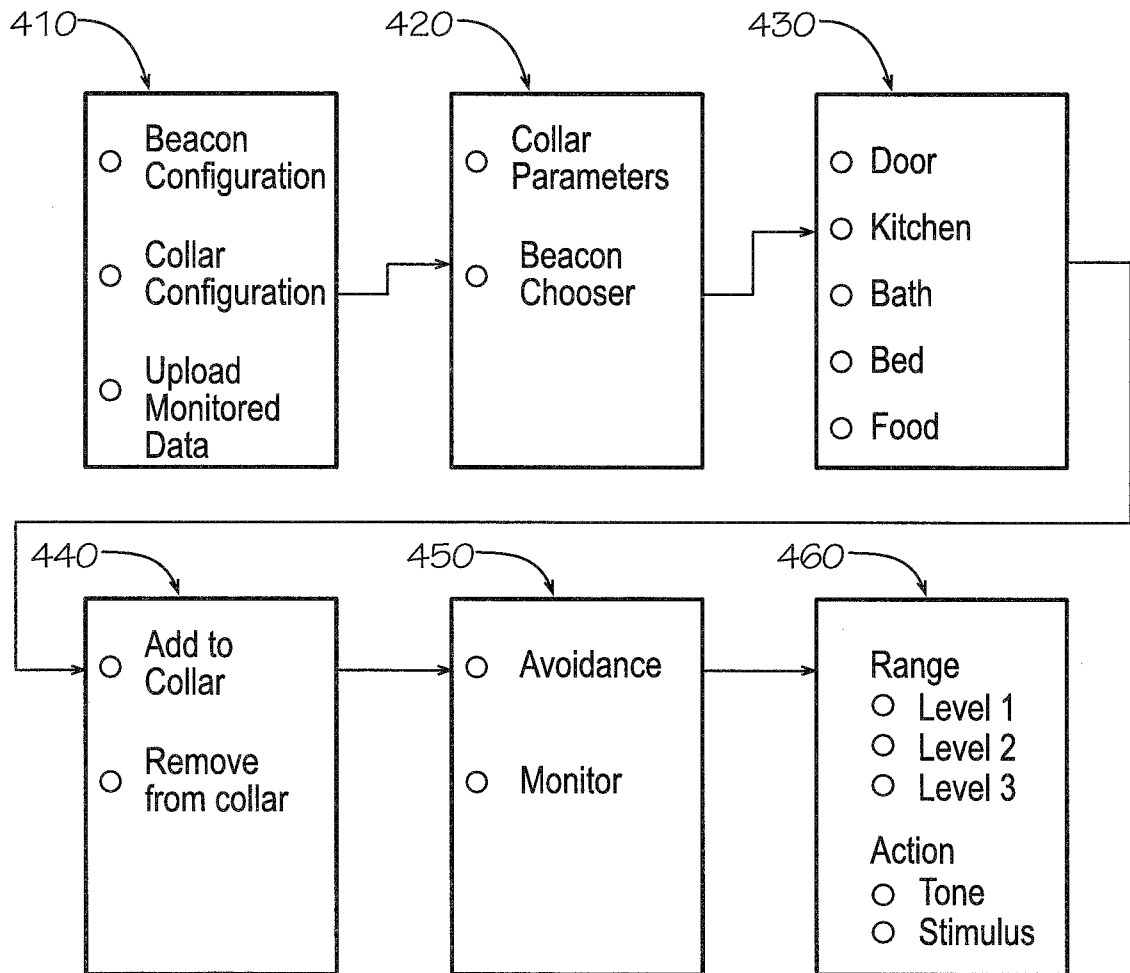 410
420
430
Beacon
Configuration
Collar
Configuration
Upload
Monitored
Data
Collar
Parameters
Beacon
Chooser
Door
Kitchen
Bath
Bed
Food
440
450
460
Add to
Collar
Remove
from collar
Avoidance
Monitor
Range
Level 1
Level 2
Level 3
Action
Tone
Stimulus